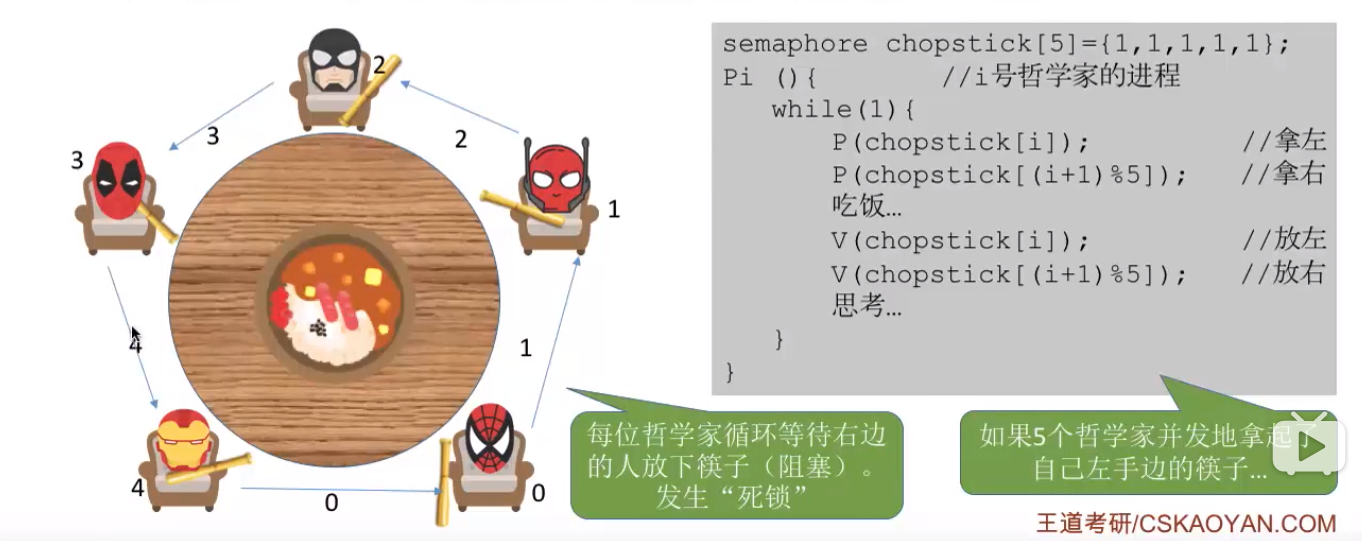 2
3
3
2
1
4
1
4
0
0
semaphore chopstick[5]={1,1,1,1,1};
Pi (){ //i号哲学家的进程
while(1){
P(chopstick[i]); //拿左
P(chopstick[(i+1)%5]); //拿右
吃饭…
V(chopstick[i]); //放左
V(chopstick[(i+1)%5]); //放右
思考…
}
}
每位哲学家循环等待右边
的人放下筷子（阻塞）。
发生“死锁”
如果5个哲学家并发地拿起了
自己左手边的筷子…
王道考研/CSKAOYAN.COM